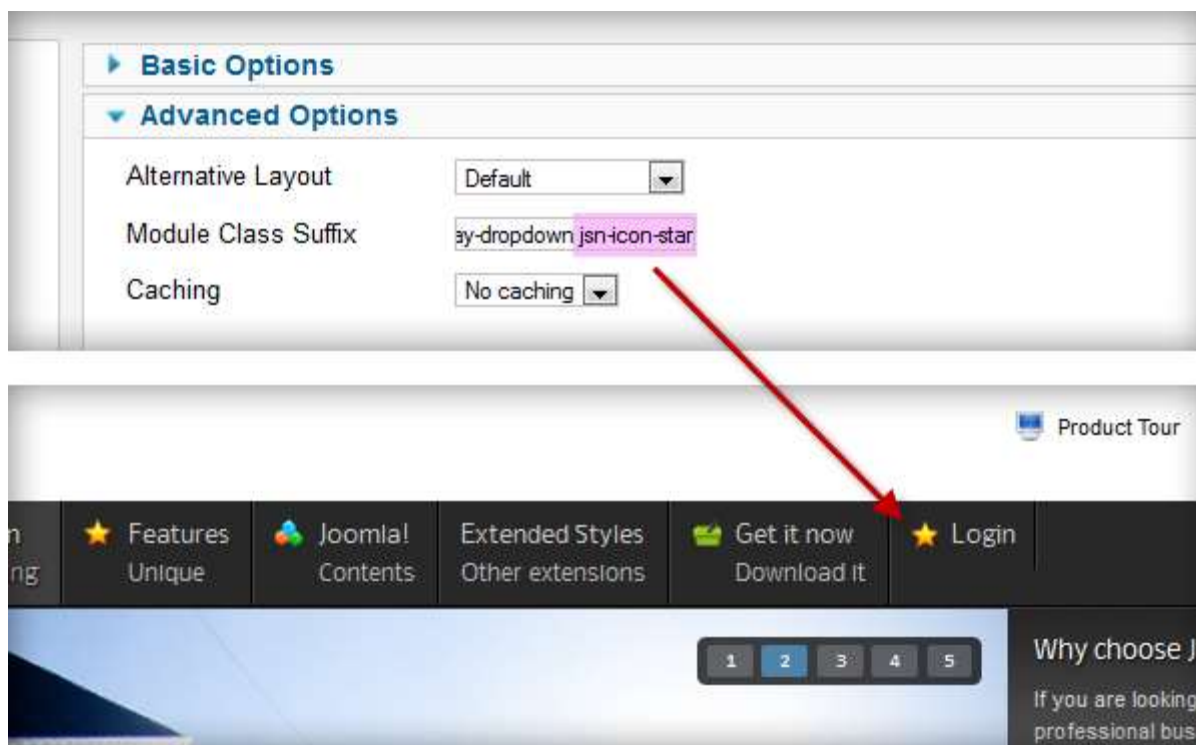 Basic Options
Advanced Options
Alternative Layout Default
Module Class Suffix ay-dropdown jsn-icon-star
Caching No caching
Product Tour
Features Joomla! Extended Styles Get it now Login
ng Unique Contents Other extensions Download it
1 2 3 4 5
Why choose J
If you are looking
professional bus